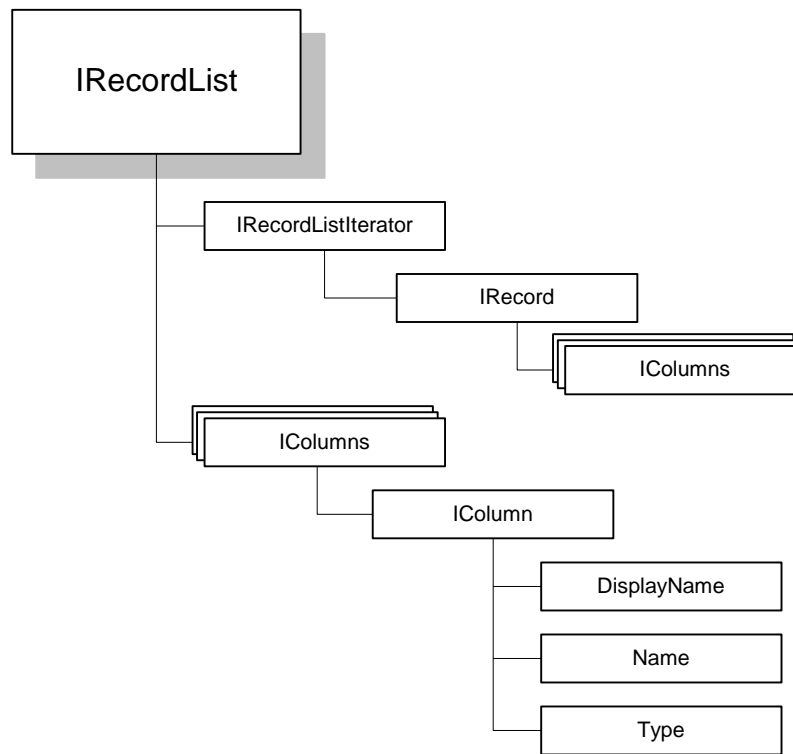 IRecordList
IRecordListIterator
IRecord
IColumns
IColumns
IColumn
DisplayName
Name
Type